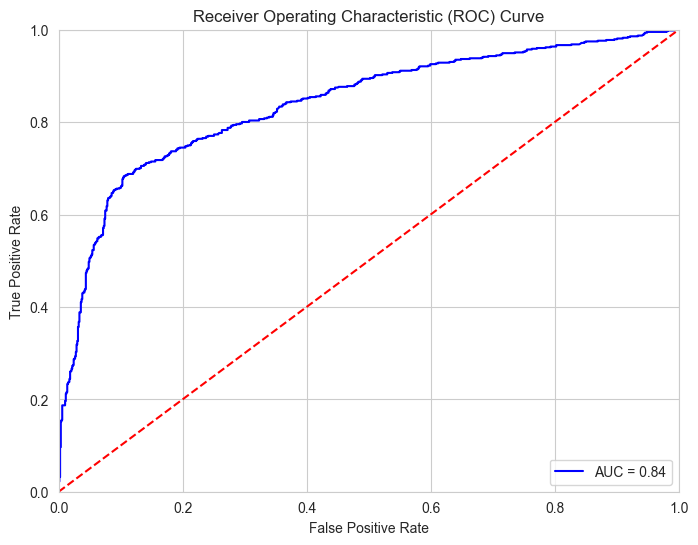 Receiver Operating Characteristic (ROC) Curve
1.0
0.8
0.6
0.4
0.2
0.0
True Positive Rate
AUC = 0.84
0.0 0.2 0.4 0.6 0.8 1.0
False Positive Rate